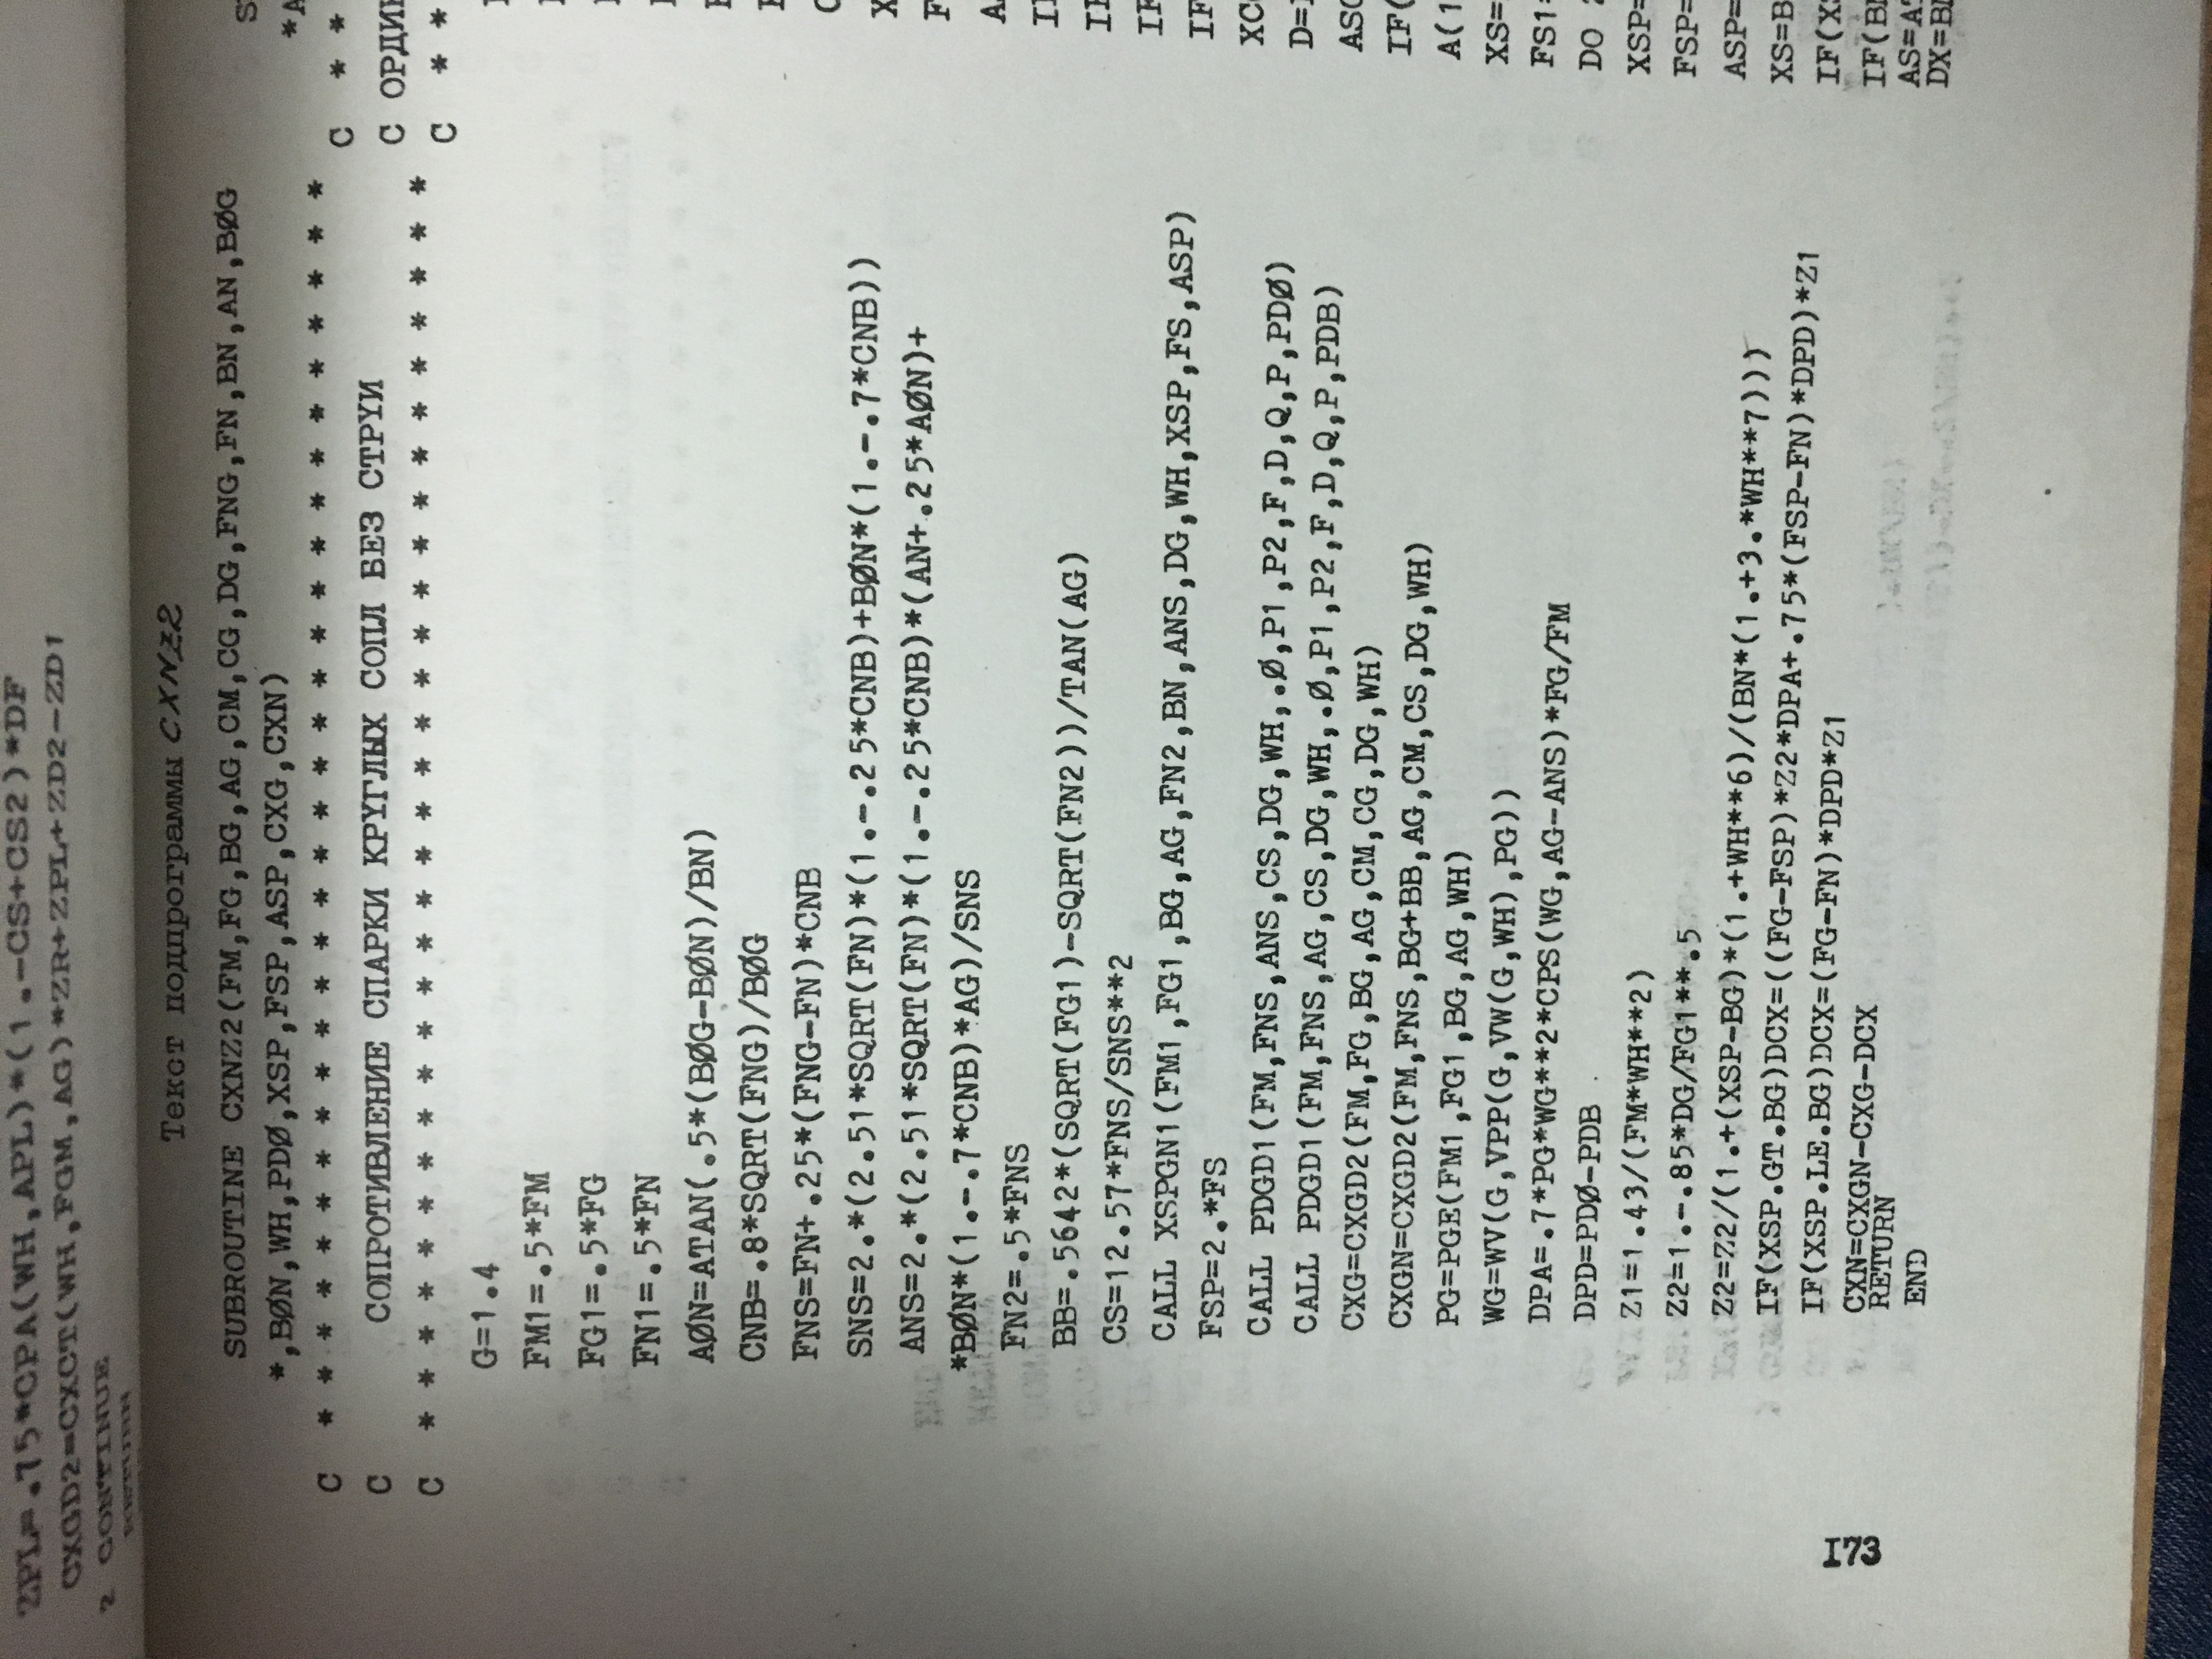 ZPL=.75*CPA(WH,APL)*(1.-CS+CS2)*DF
CXGD2=CXCT(WH,FGM,AG)*ZR+ZPL+ZD2-ZD1
2 CONTINUE
RETURN
Текст подпрограммы CXNZ2
SUBROUTINE CXNZ2(FM,FG,BG,AG,CM,CG,DG,FNG,FN,BN,AN,BØG
*,BØN,WH,PDØ,XSP,FSP,ASP,CXG,CXN)
C * * * * * * * * * * * * * * * * * * * * * * * * * * * * *
C СОПРОТИВЛЕНИЕ СПАРКИ КРУГЛЫХ СОПЛ БЕЗ СТРУИ
C * * * * * * * * * * * * * * * * * * * * * * * * * * * * *
G=1.4
FM1=.5*FM
FG1=.5*FG
FN1=.5*FN
AØN=ATAN(.5*(BØG-BØN)/BN)
CNB=.8*SQRT(FNG)/BØG
FNS=FN+.25*(FNG-FN)*CNB
SNS=2.*(2.51*SQRT(FN)*(1.-.25*CNB)+BØN*(1.-.7*CNB))
ANS=2.*(2.51*SQRT(FN)*(1.-.25*CNB)*(AN+.25*AØN)+
*BØN*(1.-.7*CNB)*AG)/SNS
FN2=.5*FNS
BB=.5642*(SQRT(FG1)-SQRT(FN2))/TAN(AG)
CS=12.57*FNS/SNS**2
CALL XSPGN1(FM1,FG1,BG,AG,FN2,BN,ANS,DG,WH,XSP,FS,ASP)
FSP=2.*FS
CALL PDGD1(FM,FNS,ANS,CS,DG,WH,.Ø,P1,P2,F,D,Q,P,PDØ)
CALL PDGD1(FM,FNS,AG,CS,DG,WH,.Ø,P1,P2,F,D,Q,P,PDB)
CXG=CXGD2(FM,FG,BG,AG,CM,CG,DG,WH)
CXGN=CXGD2(FM,FNS,BG+BB,AG,CM,CS,DG,WH)
PG=PGE(FM1,FG1,BG,AG,WH)
WG=WV(G,VPP(G,VW(G,WH),PG))
DPA=.7*PG*WG**2*CPS(WG,AG-ANS)*FG/FM
DPD=PDØ-PDB
Z1=1.43/(FM*WH**2)
Z2=1.-.85*DG/FG1**.5
Z2=Z2/(1.+(XSP-BG)*(1.+WH**6)/(BN*(1.+3.*WH**7)))
IF(XSP.GT.BG)DCX=((FG-FSP)*Z2*DPA+.75*(FSP-FN)*DPD)*Z1
IF(XSP.LE.BG)DCX=(FG-FN)*DPD*Z1
CXN=CXGN-CXG-DCX
RETURN
END
I73
*A
C * *
C
C * *
IF(
A(1
XS=
DO 2
XSP=
FSP=
ASP=
XS=B
DX=B